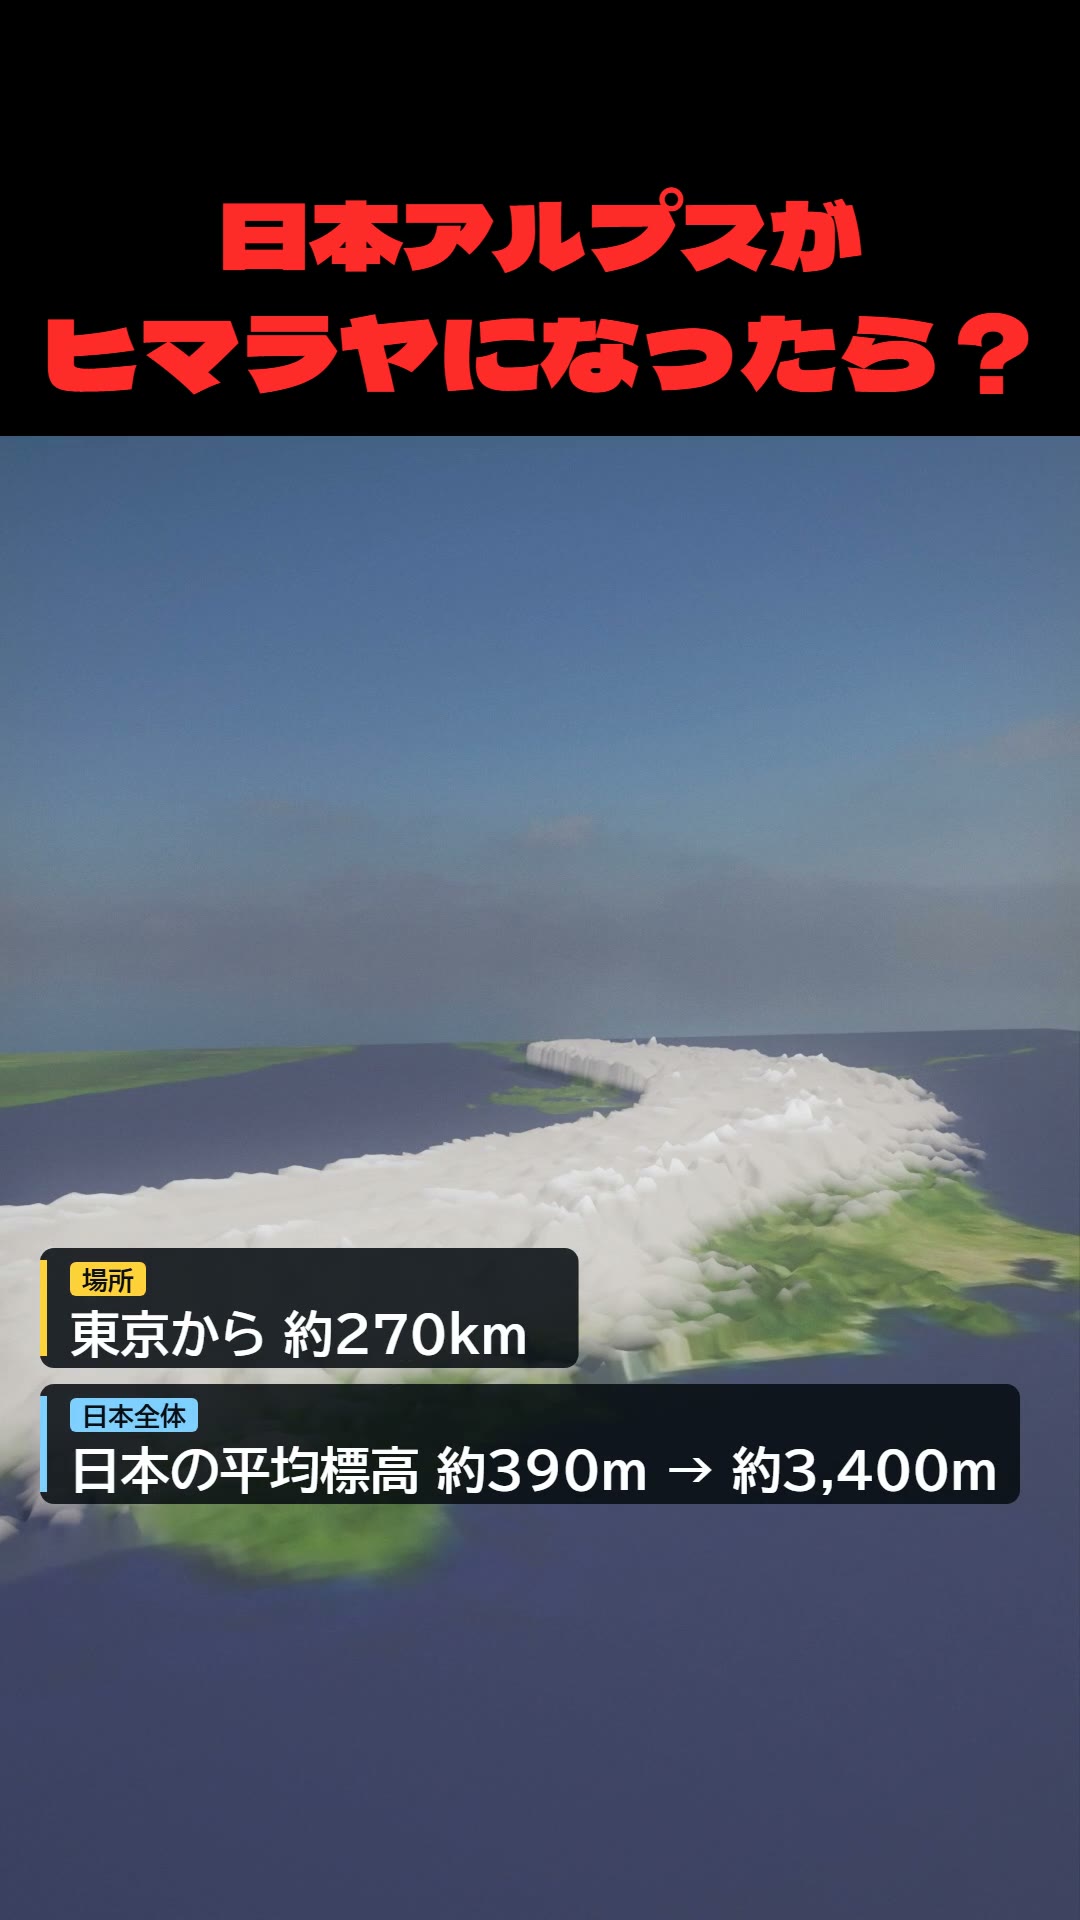 日本アルプスが
ヒマラヤになったら？
場所
東京から 約270km
日本全体
日本の平均標高 約390m → 約3,400m